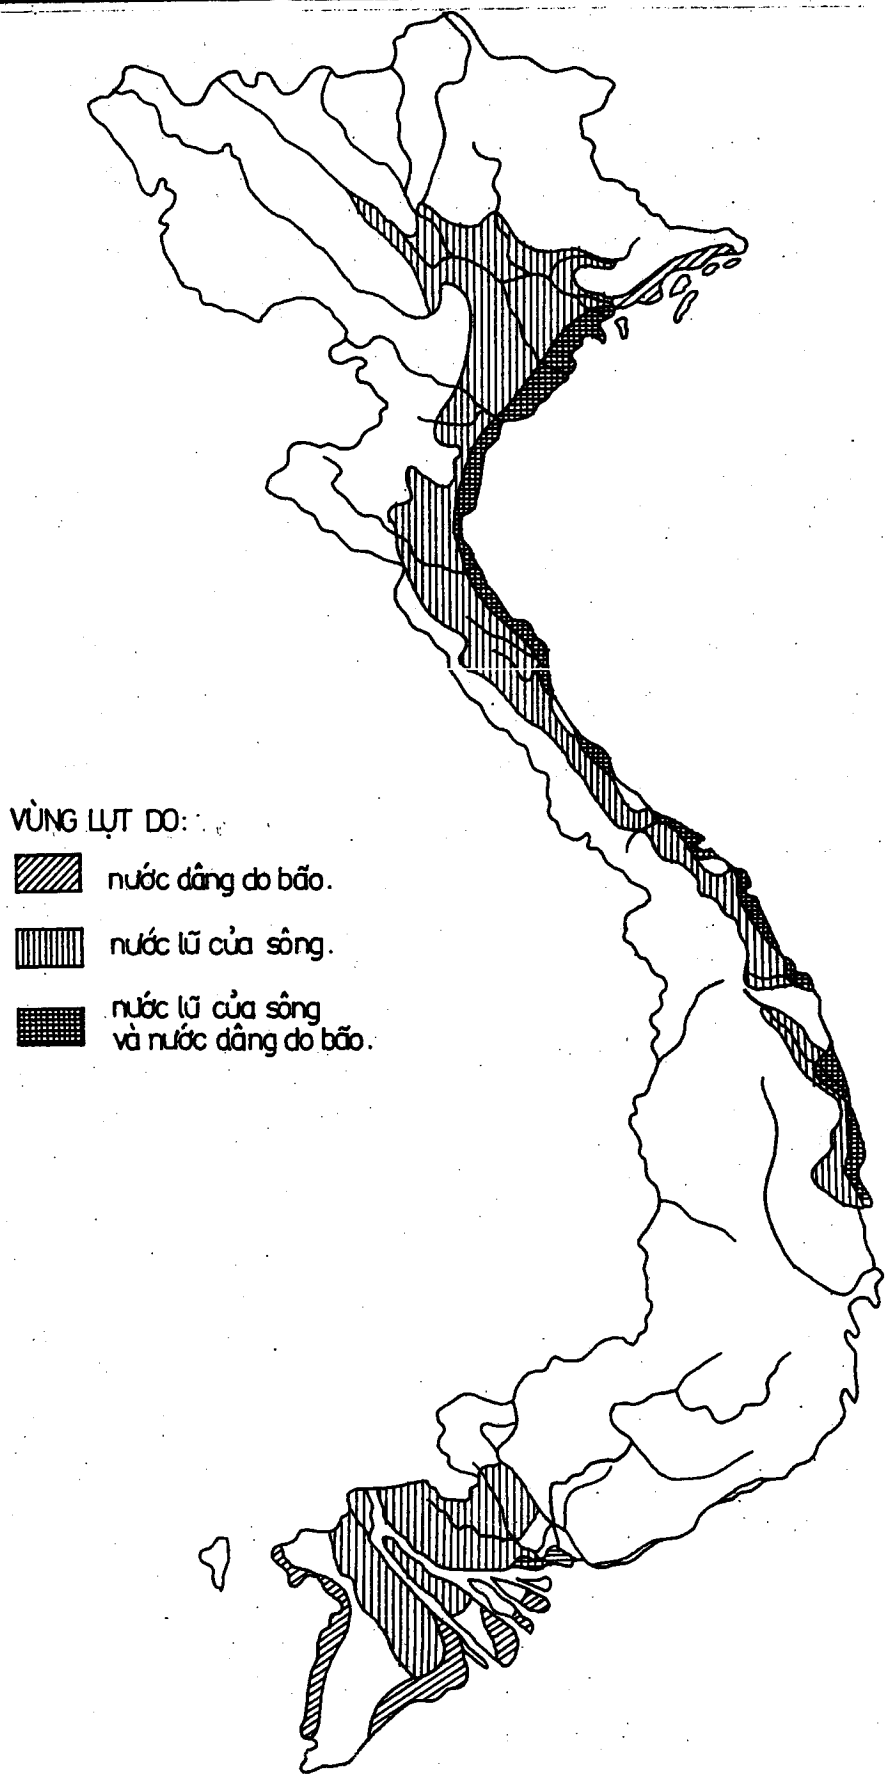 VÙNG LỤT DO:
nước dâng do bão.
nước lũ của sông.
nước lũ của sông
và nước dâng do bão.